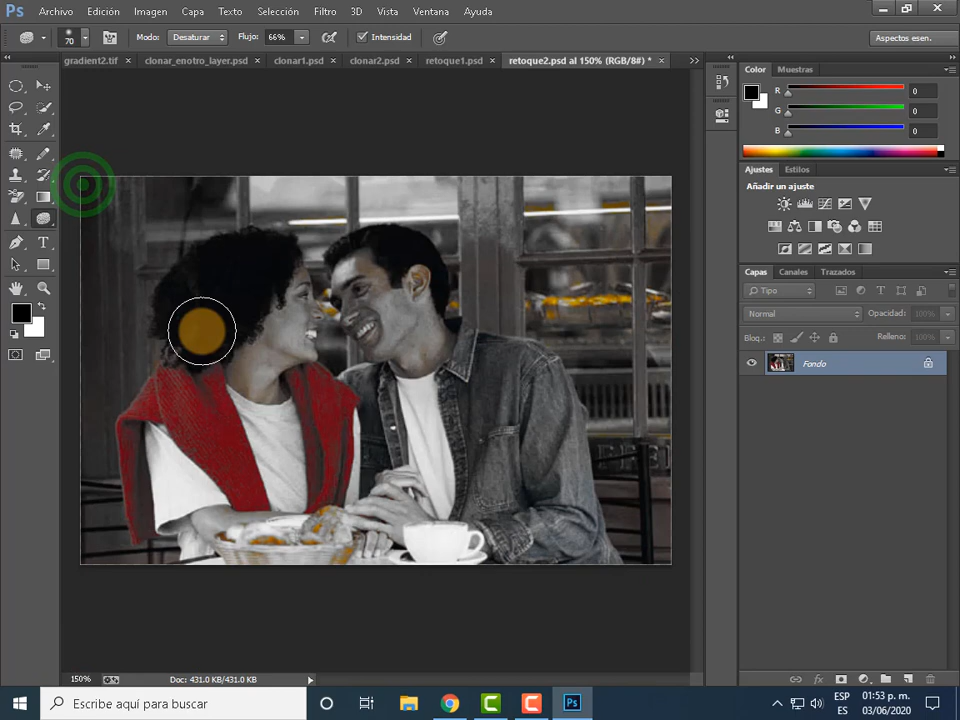 Ps Archivo Edición Imagen Capa Texto Selección Filtro 3D Vista Ventana Ayuda
70 Modo: Desaturar Flujo: 66% Intensidad Aspectos esen.
gradient2.tif × clonar_enotro_layer.psd × clonar1.psd × clonar2.psd × retoque1.psd × retoque2.psd al 150% (RGB/8#) * ×
Color Muestras
R 0
G 0
B 0
Ajustes Estilos
Añadir un ajuste
Capas Canales Trazados
Tipo
Normal Opacidad: 100%
Bloq.: Relleno: 100%
Fondo
150% Doc: 431.0 KB/431.0 KB
Escribe aquí para buscar
Ps
ESP 01:53 p. m.
ES 03/06/2020